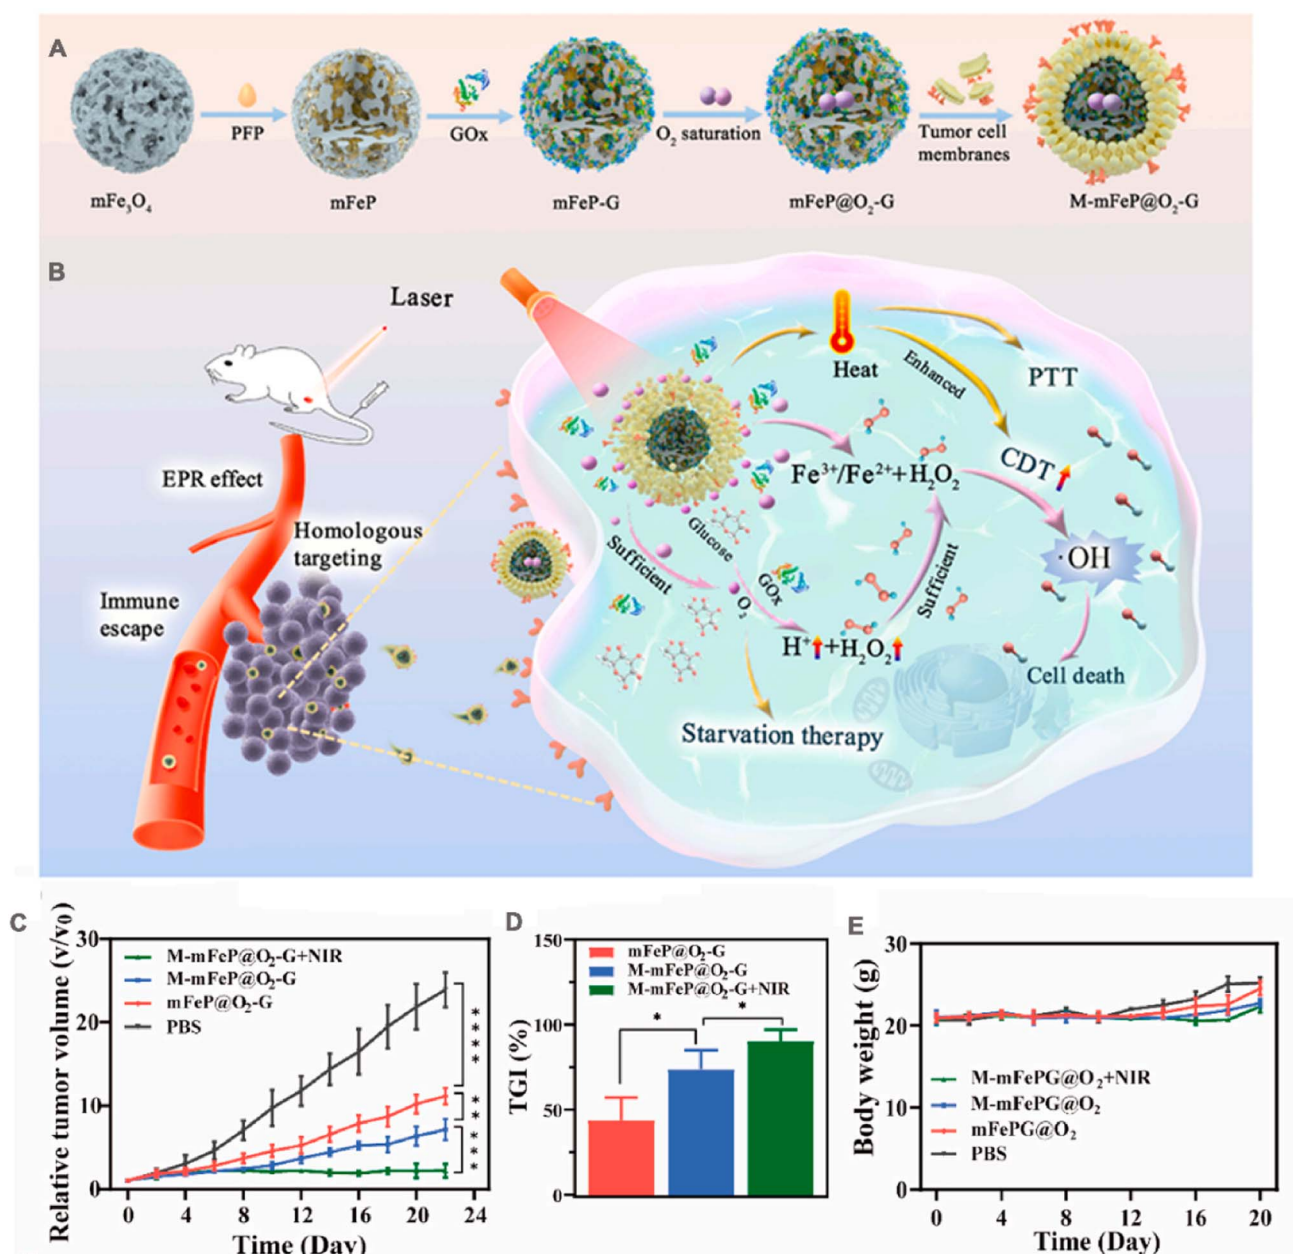 A
PFP
GOx
O₂ saturation
Tumor cell
membranes
mFe₃O₄
mFeP
mFeP-G
mFeP@O₂-G
M-mFeP@O₂-G
B
Laser
EPR effect
Homologous
targeting
Immune
escape
Heat
Enhanced
PTT
CDT
Fe³⁺/Fe²⁺+H₂O₂
Glucose
Sufficient
GOx
O₂
Sufficient
·OH
H⁺+H₂O₂
Cell death
Starvation therapy
C
Relative tumor volume (v/v₀)
30
20
10
0
M-mFeP@O₂-G+NIR
M-mFeP@O₂-G
mFeP@O₂-G
PBS
****
**
***
0 4 8 12 16 20 24
Time (Day)
D
TGI (%)
150
100
50
0
mFeP@O₂-G
M-mFeP@O₂-G
M-mFeP@O₂-G+NIR
*
*
E
Body weight (g)
30
20
10
0
M-mFePG@O₂+NIR
M-mFePG@O₂
mFePG@O₂
PBS
0 4 8 12 16 20
Time (Day)